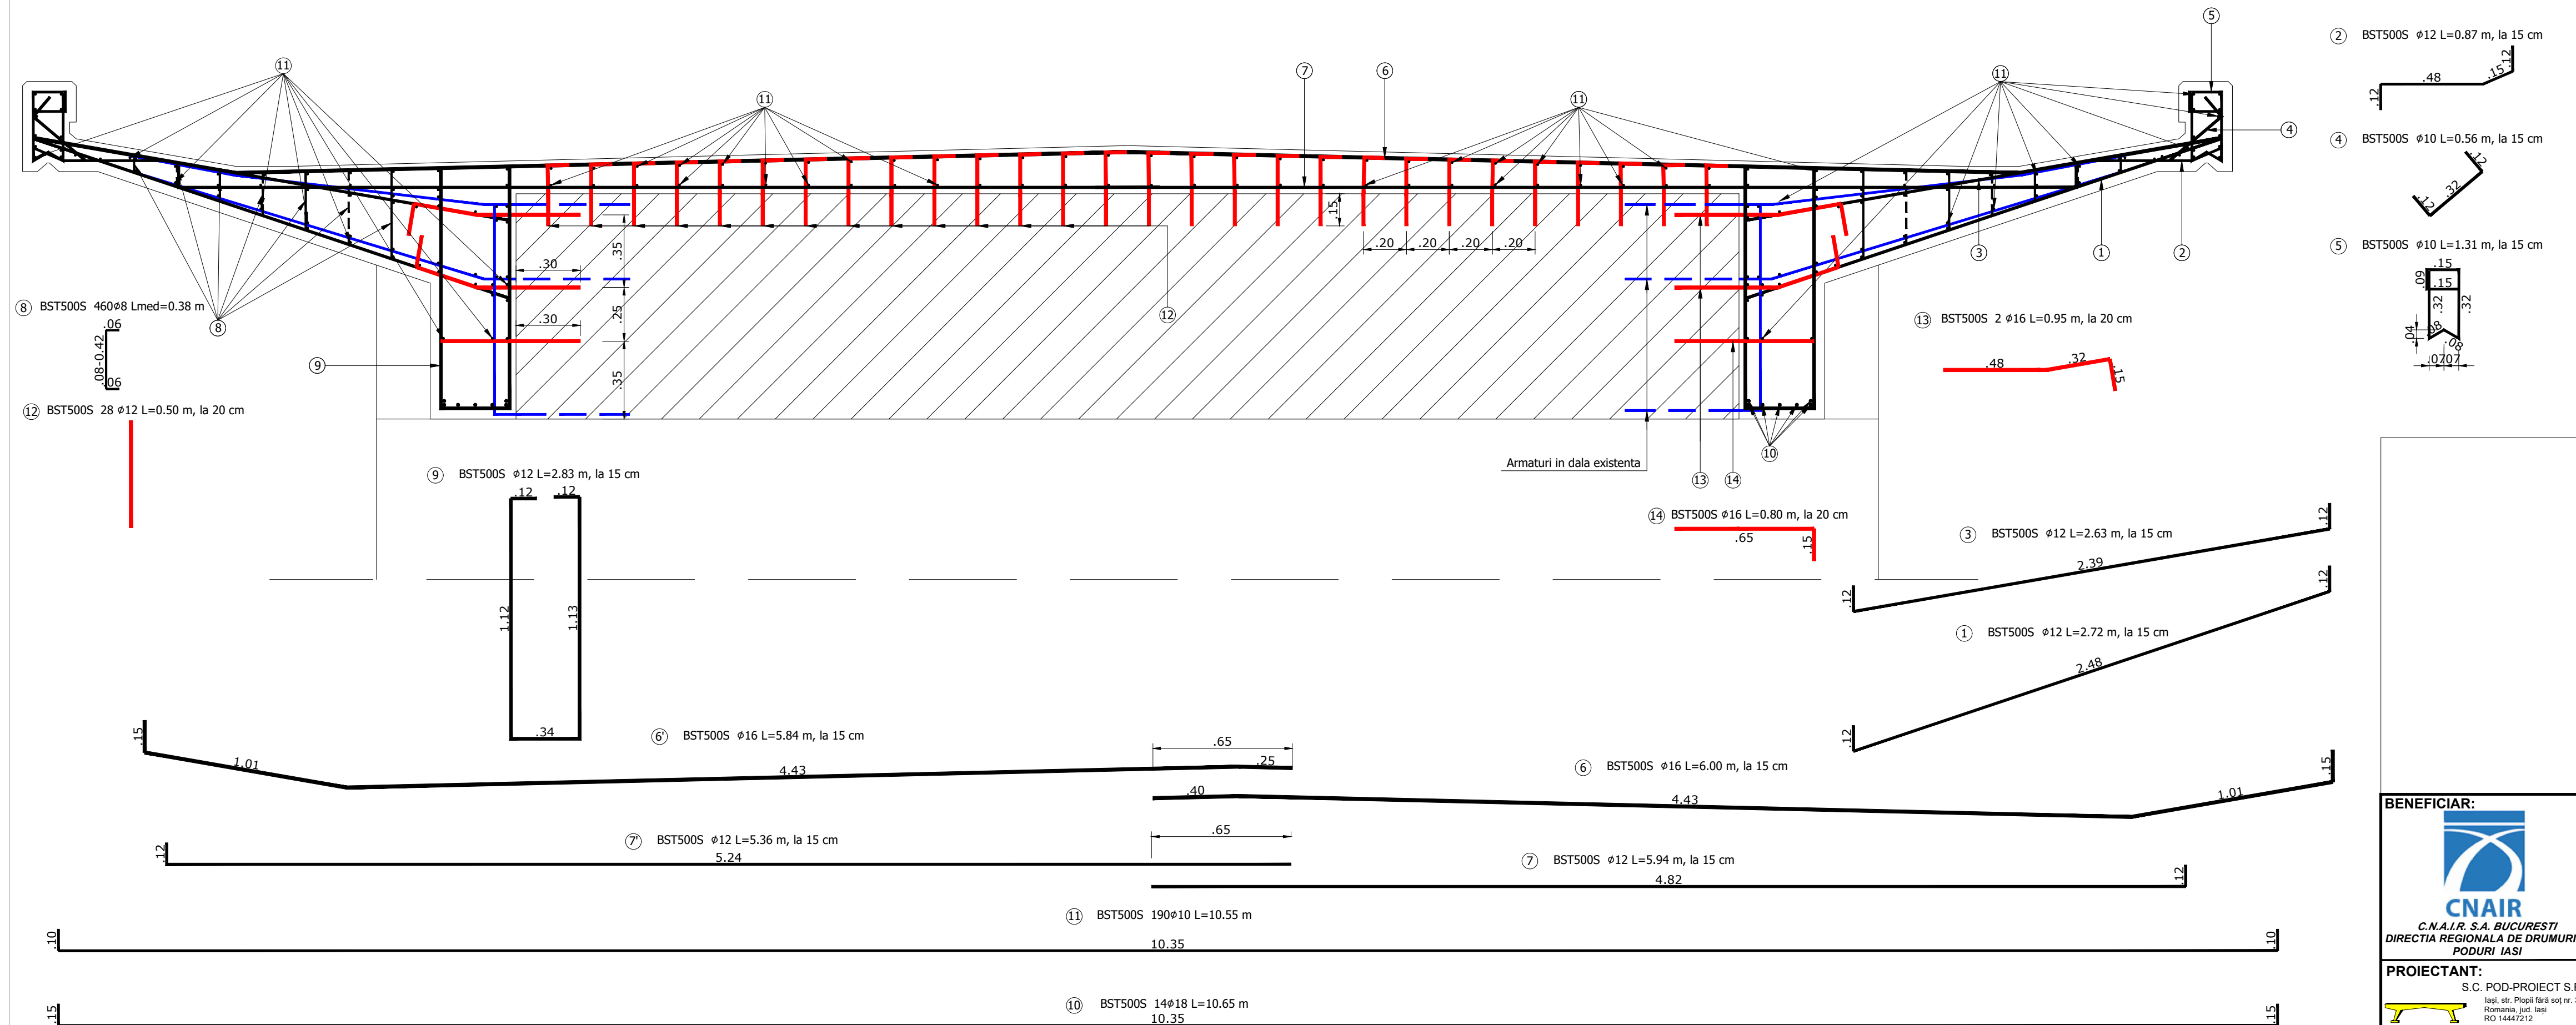 5
2 BST500S ϕ12 L=0.87 m, la 15 cm
.12
.15
.48
.12
11
7
6
11
11
11
4 BST500S ϕ10 L=0.56 m, la 15 cm
.12
.32
.12
4
5 BST500S ϕ10 L=1.31 m, la 15 cm
.15
.09
.15
.32
.32
.04
.08
.08
.07 .07
.15
.20 .20 .20 .20
.35
.30
.25
.30
.35
3
1
2
12
8 BST500S 460ϕ8 Lmed=0.38 m
.06
.08-0.42
.06
8
9
13 BST500S 2 ϕ16 L=0.95 m, la 20 cm
.48
.32
.15
12 BST500S 28 ϕ12 L=0.50 m, la 20 cm
10
Armaturi in dala existenta
13
14
9 BST500S ϕ12 L=2.83 m, la 15 cm
.12 .12
1.12
1.13
.34
14 BST500S ϕ16 L=0.80 m, la 20 cm
.65
.15
3 BST500S ϕ12 L=2.63 m, la 15 cm
.12
2.39
.12
1 BST500S ϕ12 L=2.72 m, la 15 cm
.12
2.48
.12
6' BST500S ϕ16 L=5.84 m, la 15 cm
.15
1.01
4.43
.65
.25
6 BST500S ϕ16 L=6.00 m, la 15 cm
.40
4.43
1.01
.15
7' BST500S ϕ12 L=5.36 m, la 15 cm
.12
5.24
.65
7 BST500S ϕ12 L=5.94 m, la 15 cm
4.82
.12
11 BST500S 190ϕ10 L=10.55 m
.10
10.35
.10
10 BST500S 14ϕ18 L=10.65 m
.15
10.35
.15
BENEFICIAR:
CNAIR
C.N.A.I.R. S.A. BUCURESTI
DIRECTIA REGIONALA DE DRUMURI
PODURI IASI
PROIECTANT:
S.C. POD-PROIECT S.
Iaşi, str. Plopii fără soţ nr.
Romania, jud. Iaşi
RO 14447212